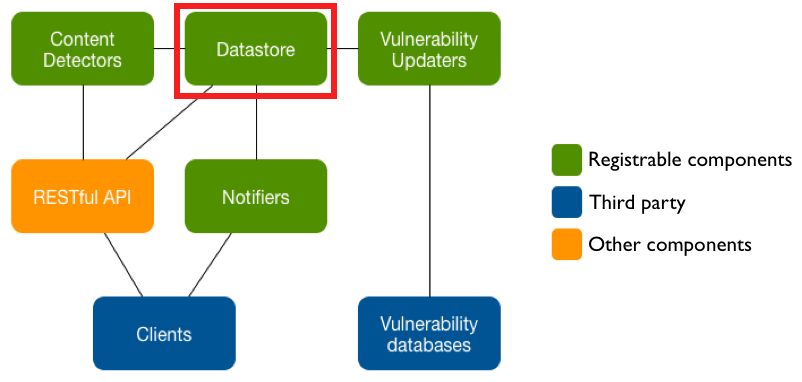 Content
Detectors
Datastore
Vulnerability
Updaters
RESTful API
Notifiers
Registrable components
Third party
Other components
Clients
Vulnerability
databases